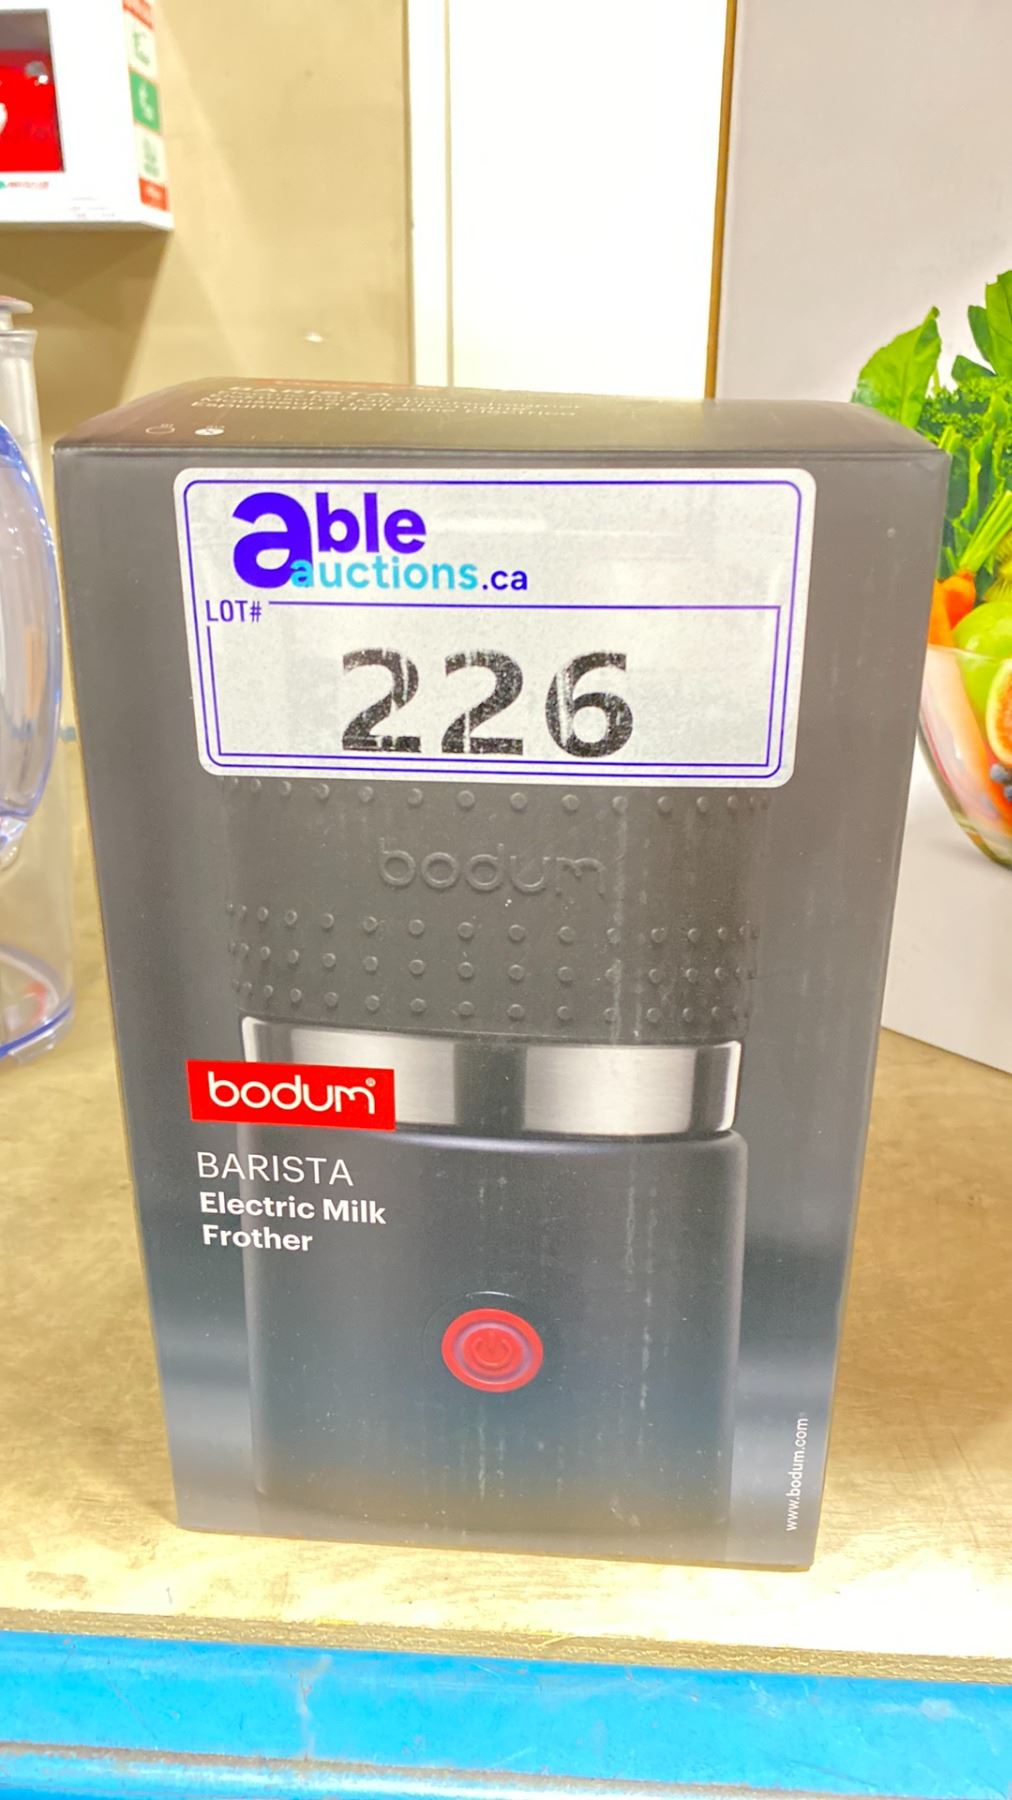 able
auctions.ca
LOT#
226
bodum
bodum®
BARISTA
Electric Milk
Frother
www.bodum.com